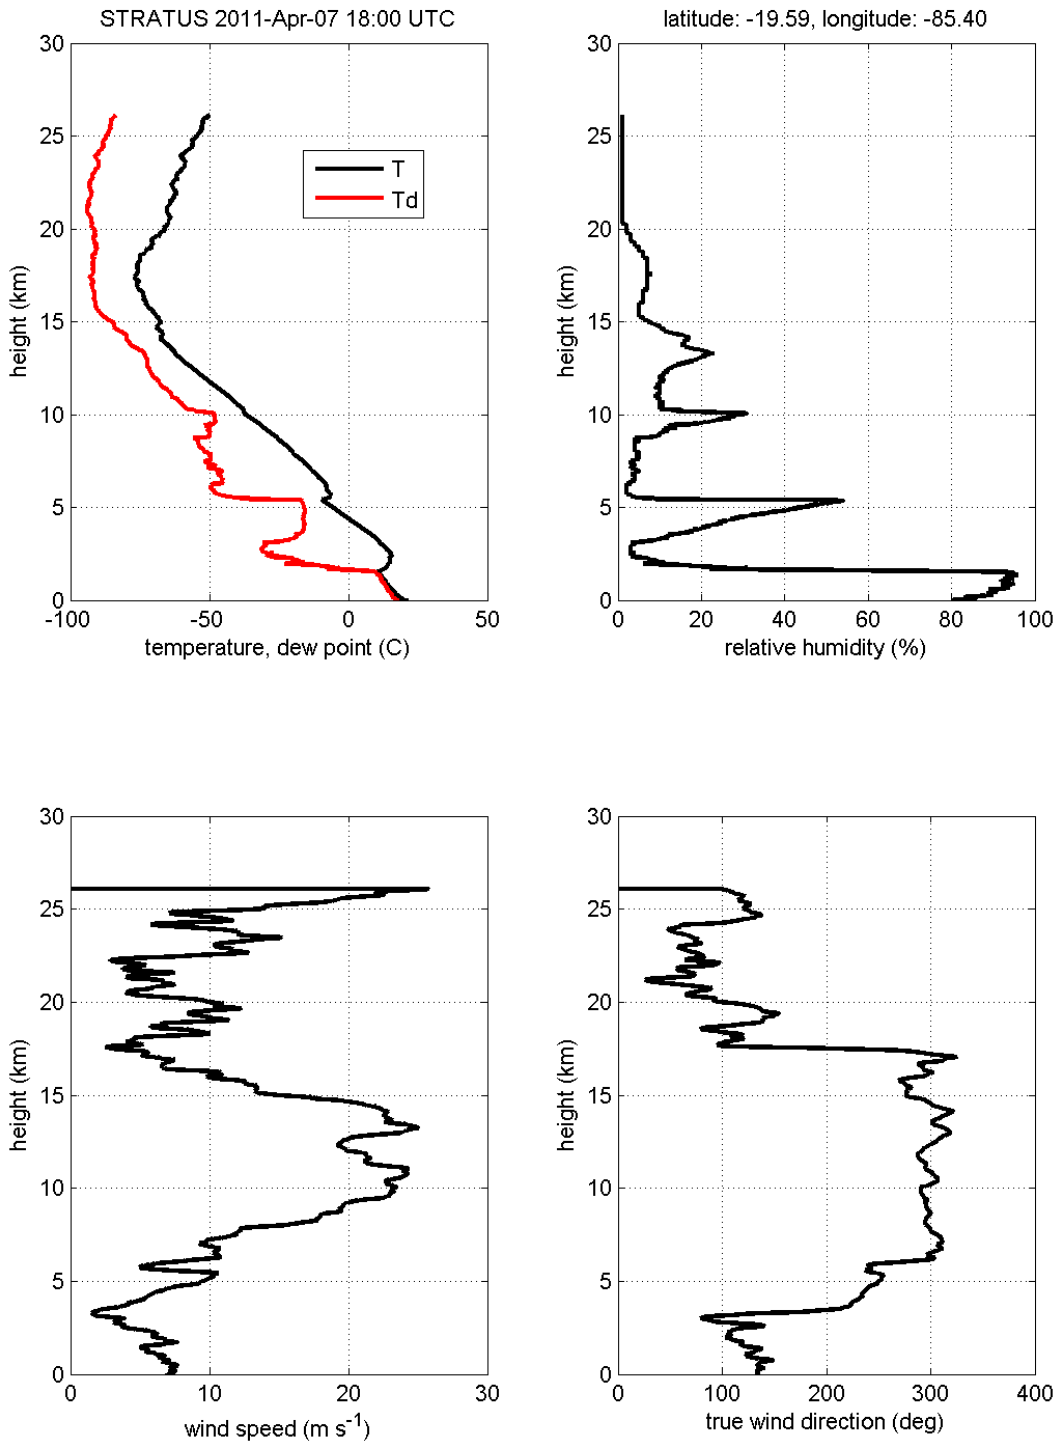 STRATUS 2011-Apr-07 18:00 UTC
30
25
20
15
10
5
0
height (km)
T
Td
-100 -50 0 50
temperature, dew point (C)
latitude: -19.59, longitude: -85.40
30
25
20
15
10
5
0
height (km)
0 20 40 60 80 100
relative humidity (%)
30
25
20
15
10
5
0
height (km)
0 10 20 30
wind speed (m s⁻¹)
30
25
20
15
10
5
0
height (km)
0 100 200 300 400
true wind direction (deg)